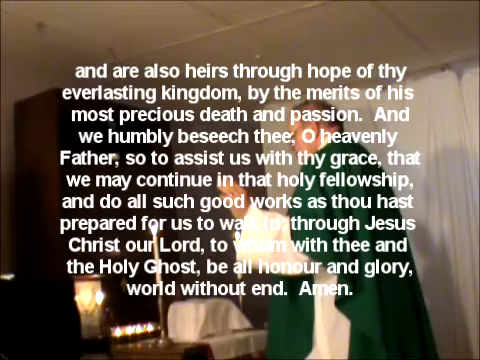 and are also heirs through hope of thy
everlasting kingdom, by the merits of his
most precious death and passion.  And
we humbly beseech thee, O heavenly
Father, so to assist us with thy grace, that
we may continue in that holy fellowship,
and do all such good works as thou hast
prepared for us to walk in, through Jesus
Christ our Lord, to whom with thee and
the Holy Ghost, be all honour and glory,
world without end.  Amen.